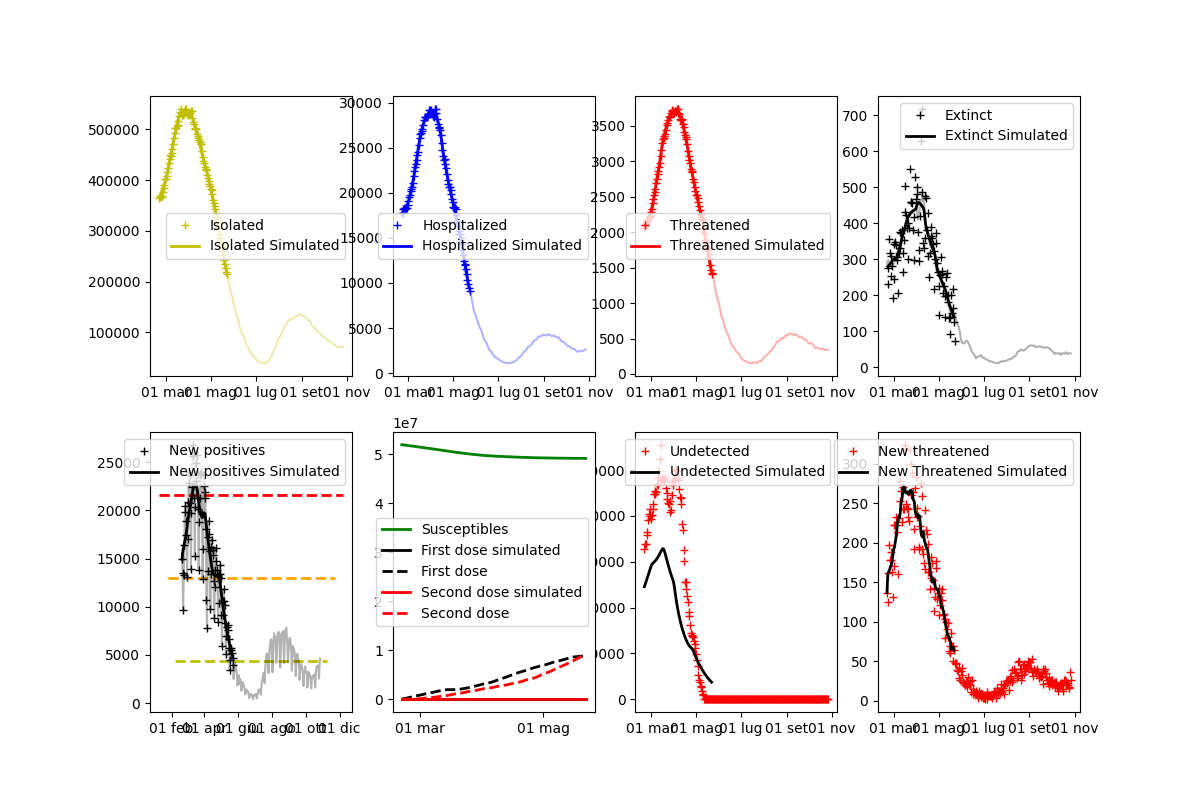 500000
400000
300000
200000
100000
Isolated
Isolated Simulated
01 mar 01 mag 01 lug 01 set 01 nov
30000
25000
20000
15000
10000
5000
0
Hospitalized
Hospitalized Simulated
01 mar 01 mag 01 lug 01 set 01 nov
3500
3000
2500
2000
1500
1000
500
0
Threatened
Threatened Simulated
01 mar 01 mag 01 lug 01 set 01 nov
700
600
500
400
300
200
100
0
Extinct
Extinct Simulated
01 mar 01 mag 01 lug 01 set 01 nov
25000
20000
15000
10000
5000
0
New positives
New positives Simulated
01 feb 01 apr 01 giu 01 ago 01 ott 01 dic
1e7
5
4
3
2
1
0
Susceptibles
First dose simulated
First dose
Second dose simulated
Second dose
01 mar 01 mag
0
Undetected
Undetected Simulated
01 mar 01 mag 01 lug 01 set 01 nov
300
250
200
150
100
50
0
New threatened
New Threatened Simulated
01 mar 01 mag 01 lug 01 set 01 nov